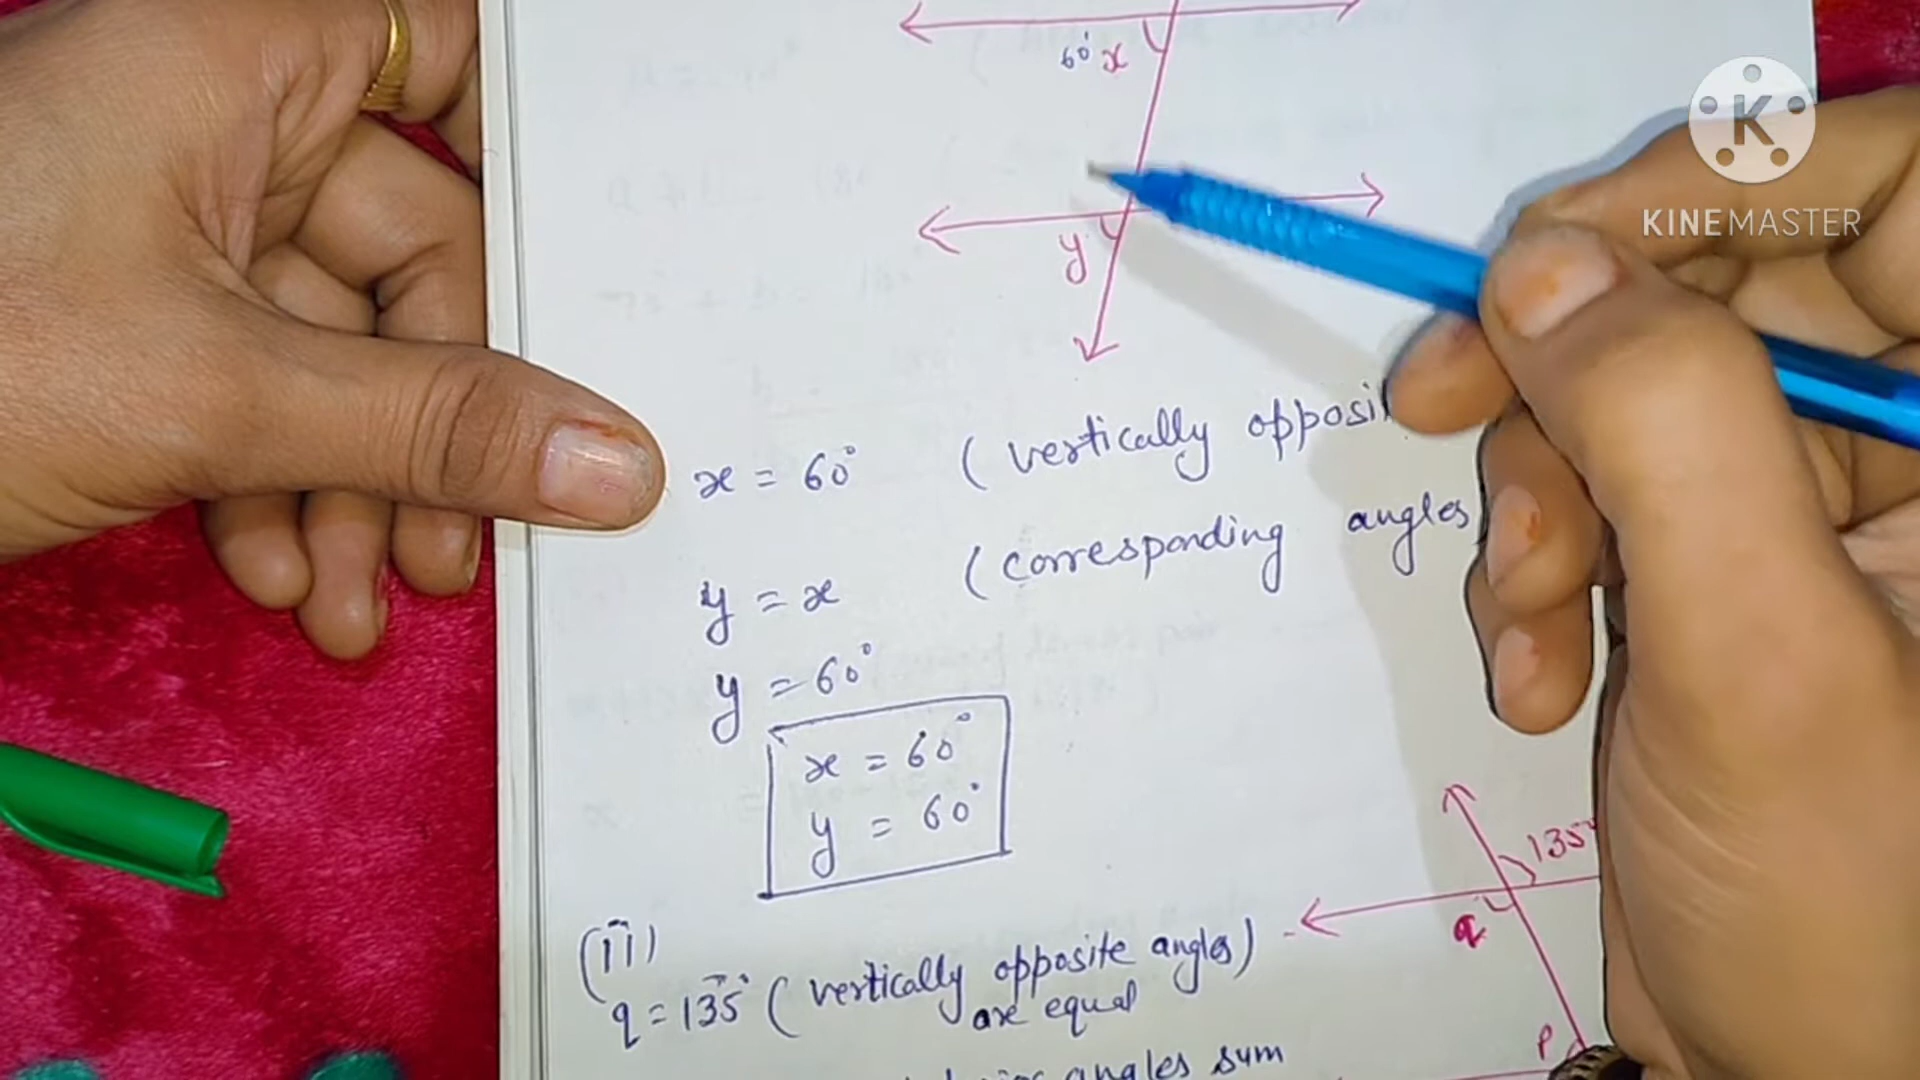 60° x
KINEMASTER
y
x = 60° (vertically
y = x (corresponding angles
y = 60°
x = 60°
y = 60°
135°
(ii)
q
q = 135° (vertically opposite angles)
are equal
P
angles sum